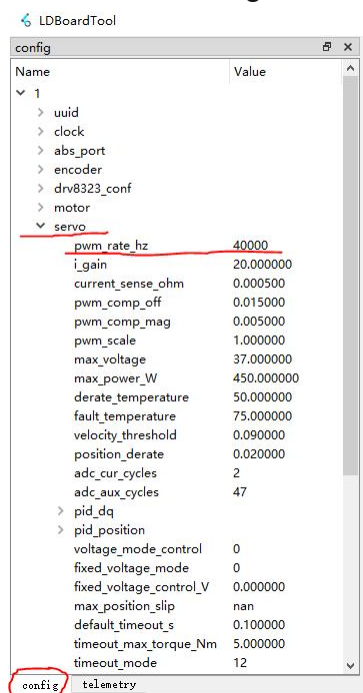 LDBoardTool
config
Name Value
1
uuid
clock
abs_port
encoder
drv8323_conf
motor
servo
pwm_rate_hz 40000
i_gain 20.000000
current_sense_ohm 0.000500
pwm_comp_off 0.015000
pwm_comp_mag 0.005000
pwm_scale 1.000000
max_voltage 37.000000
max_power_W 450.000000
derate_temperature 50.000000
fault_temperature 75.000000
velocity_threshold 0.090000
position_derate 0.020000
adc_cur_cycles 2
adc_aux_cycles 47
pid_dq
pid_position
voltage_mode_control 0
fixed_voltage_mode 0
fixed_voltage_control_V 0.000000
max_position_slip nan
default_timeout_s 0.100000
timeout_max_torque_Nm 5.000000
timeout_mode 12
config telemetry